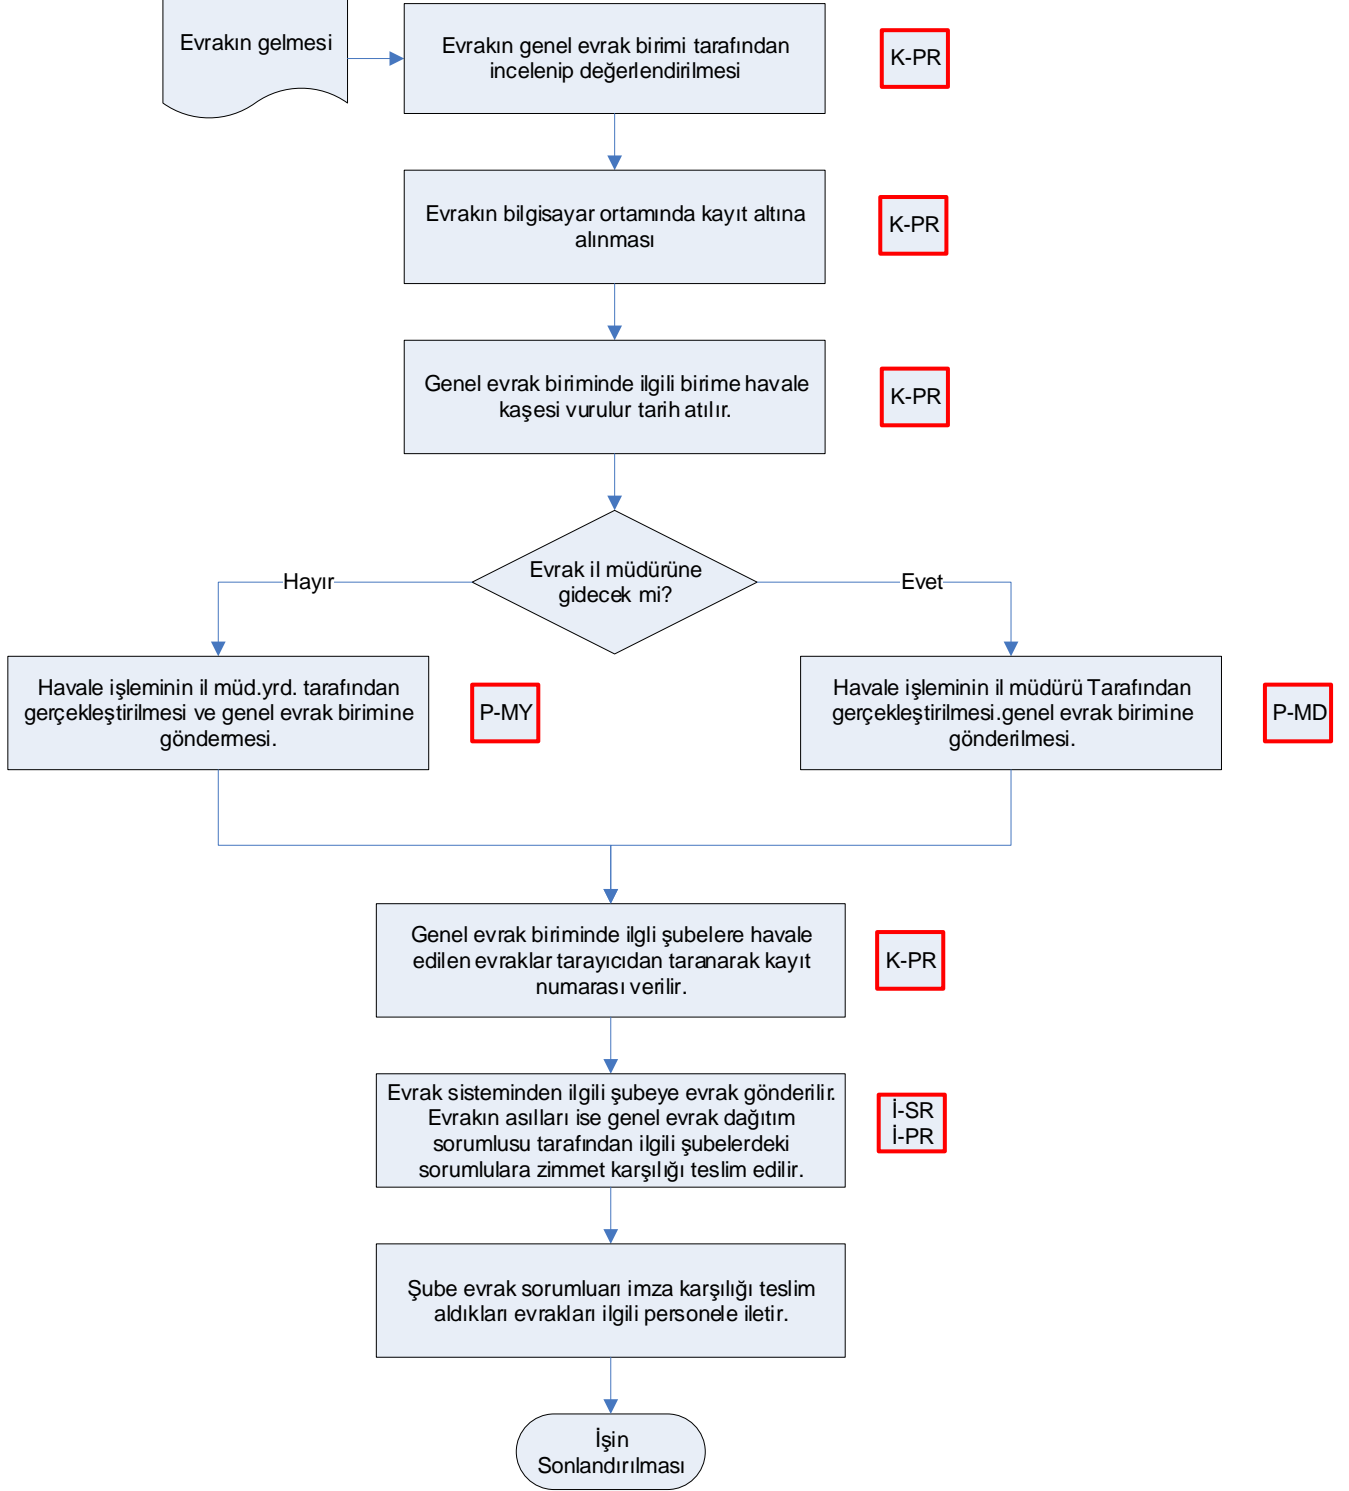 Evrakın gelmesi
Evrakın genel evrak birimi tarafından
incelenip değerlendirilmesi
K-PR
Evrakın bilgisayar ortamında kayıt altına
alınması
K-PR
Genel evrak biriminde ilgili birime havale
kaşesi vurulur tarih atılır.
K-PR
Evrak il müdürüne
gidecek mi?
Hayır
Evet
Havale işleminin il müd.yrd. tarafından
gerçekleştirilmesi ve genel evrak birimine
göndermesi.
P-MY
Havale işleminin il müdürü Tarafından
gerçekleştirilmesi.genel evrak birimine
gönderilmesi.
P-MD
Genel evrak biriminde ilgli şubelere havale
edilen evraklar tarayıcıdan taranarak kayıt
numarası verilir.
K-PR
Evrak sisteminden ilgili şubeye evrak gönderilir.
Evrakın asılları ise genel evrak dağıtım
sorumlusu tarafından ilgili şubelerdeki
sorumlulara zimmet karşılığı teslim edilir.
İ-SR
İ-PR
Şube evrak sorumluarı imza karşılığı teslim
aldıkları evrakları ilgili personele iletir.
İşin
Sonlandırılması